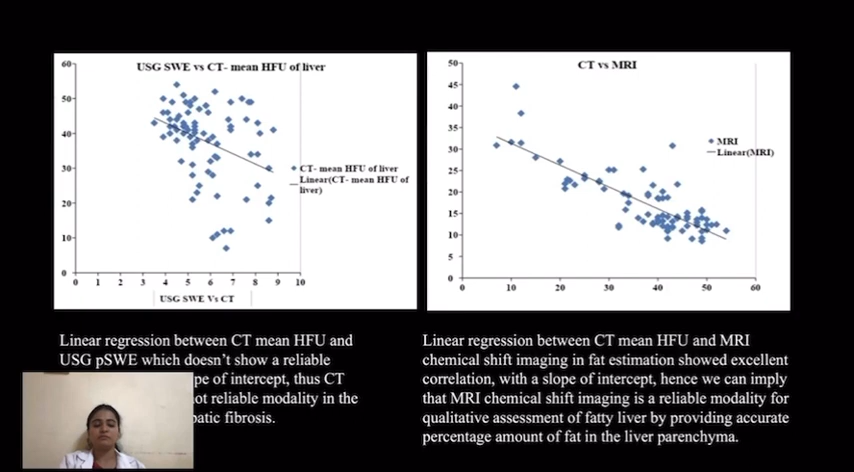 USG SWE vs CT- mean HFU of liver
60
50
40
30
20
10
0
0 1 2 3 4 5 6 7 8 9 10
CT- mean HFU of liver
Linear(CT- mean HFU of
liver)
USG SWE Vs CT
CT vs MRI
50
45
40
35
30
25
20
15
10
5
0
0 10 20 30 40 50 60
MRI
Linear(MRI)
Linear regression between CT mean HFU and
USG pSWE which doesn't show a reliable
pe of intercept, thus CT
ot reliable modality in the
patic fibrosis.
Linear regression between CT mean HFU and MRI
chemical shift imaging in fat estimation showed excellent
correlation, with a slope of intercept, hence we can imply
that MRI chemical shift imaging is a reliable modality for
qualitative assessment of fatty liver by providing accurate
percentage amount of fat in the liver parenchyma.